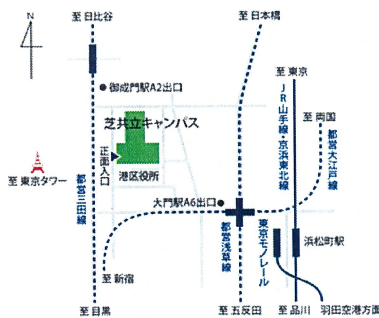 N
至 日比谷
至 日本橋
御成門駅A2出口
至 東京
芝共立キャンパス
至 両国
JR山手線・京浜東北線
都営大江戸線
正面入口
港区役所
至 東京タワー
都営三田線
大門駅A6出口
都営浅草線
東京モノレール
浜松町駅
至 新宿
至 目黒
至 五反田
至 品川
羽田空港方面